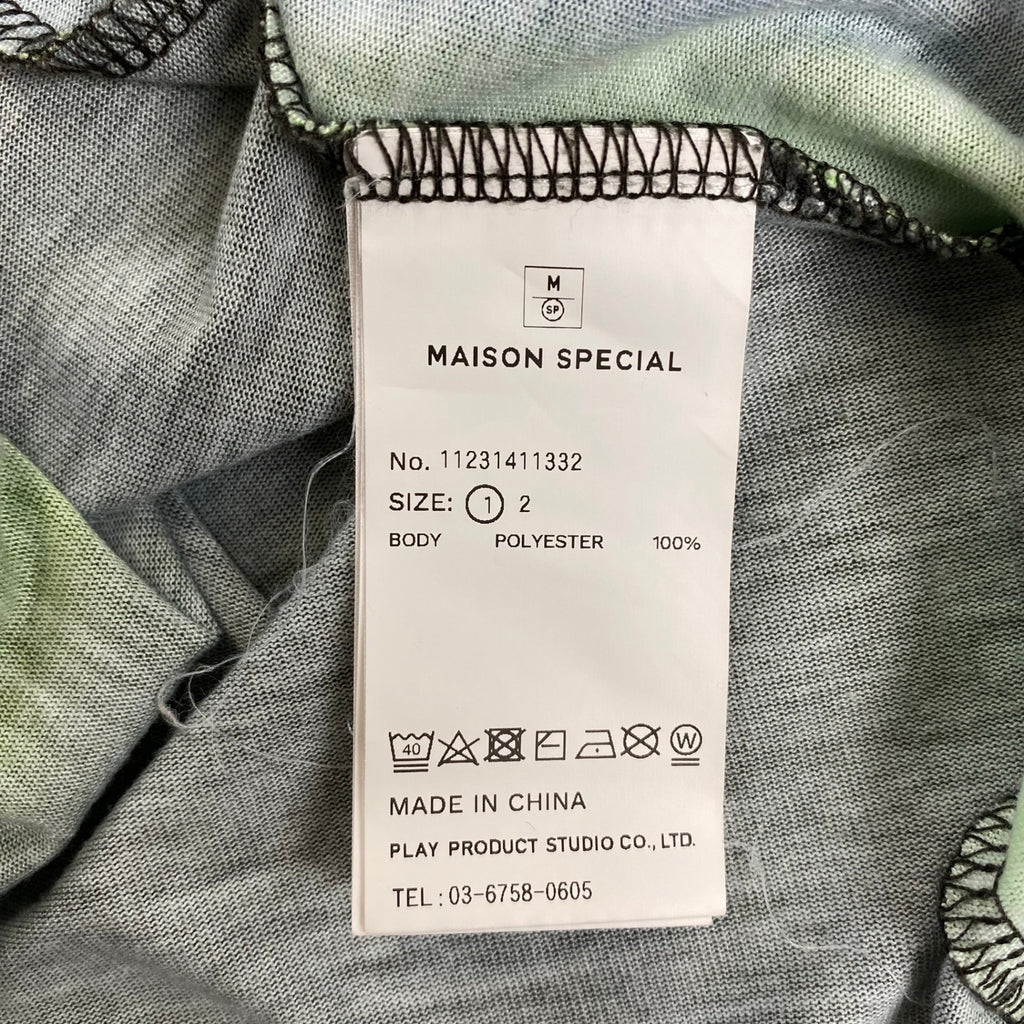 M
SP
MAISON SPECIAL
No. 11231411332
SIZE: 1 2
BODY POLYESTER 100%
40 W
MADE IN CHINA
PLAY PRODUCT STUDIO CO., LTD.
TEL : 03-6758-0605